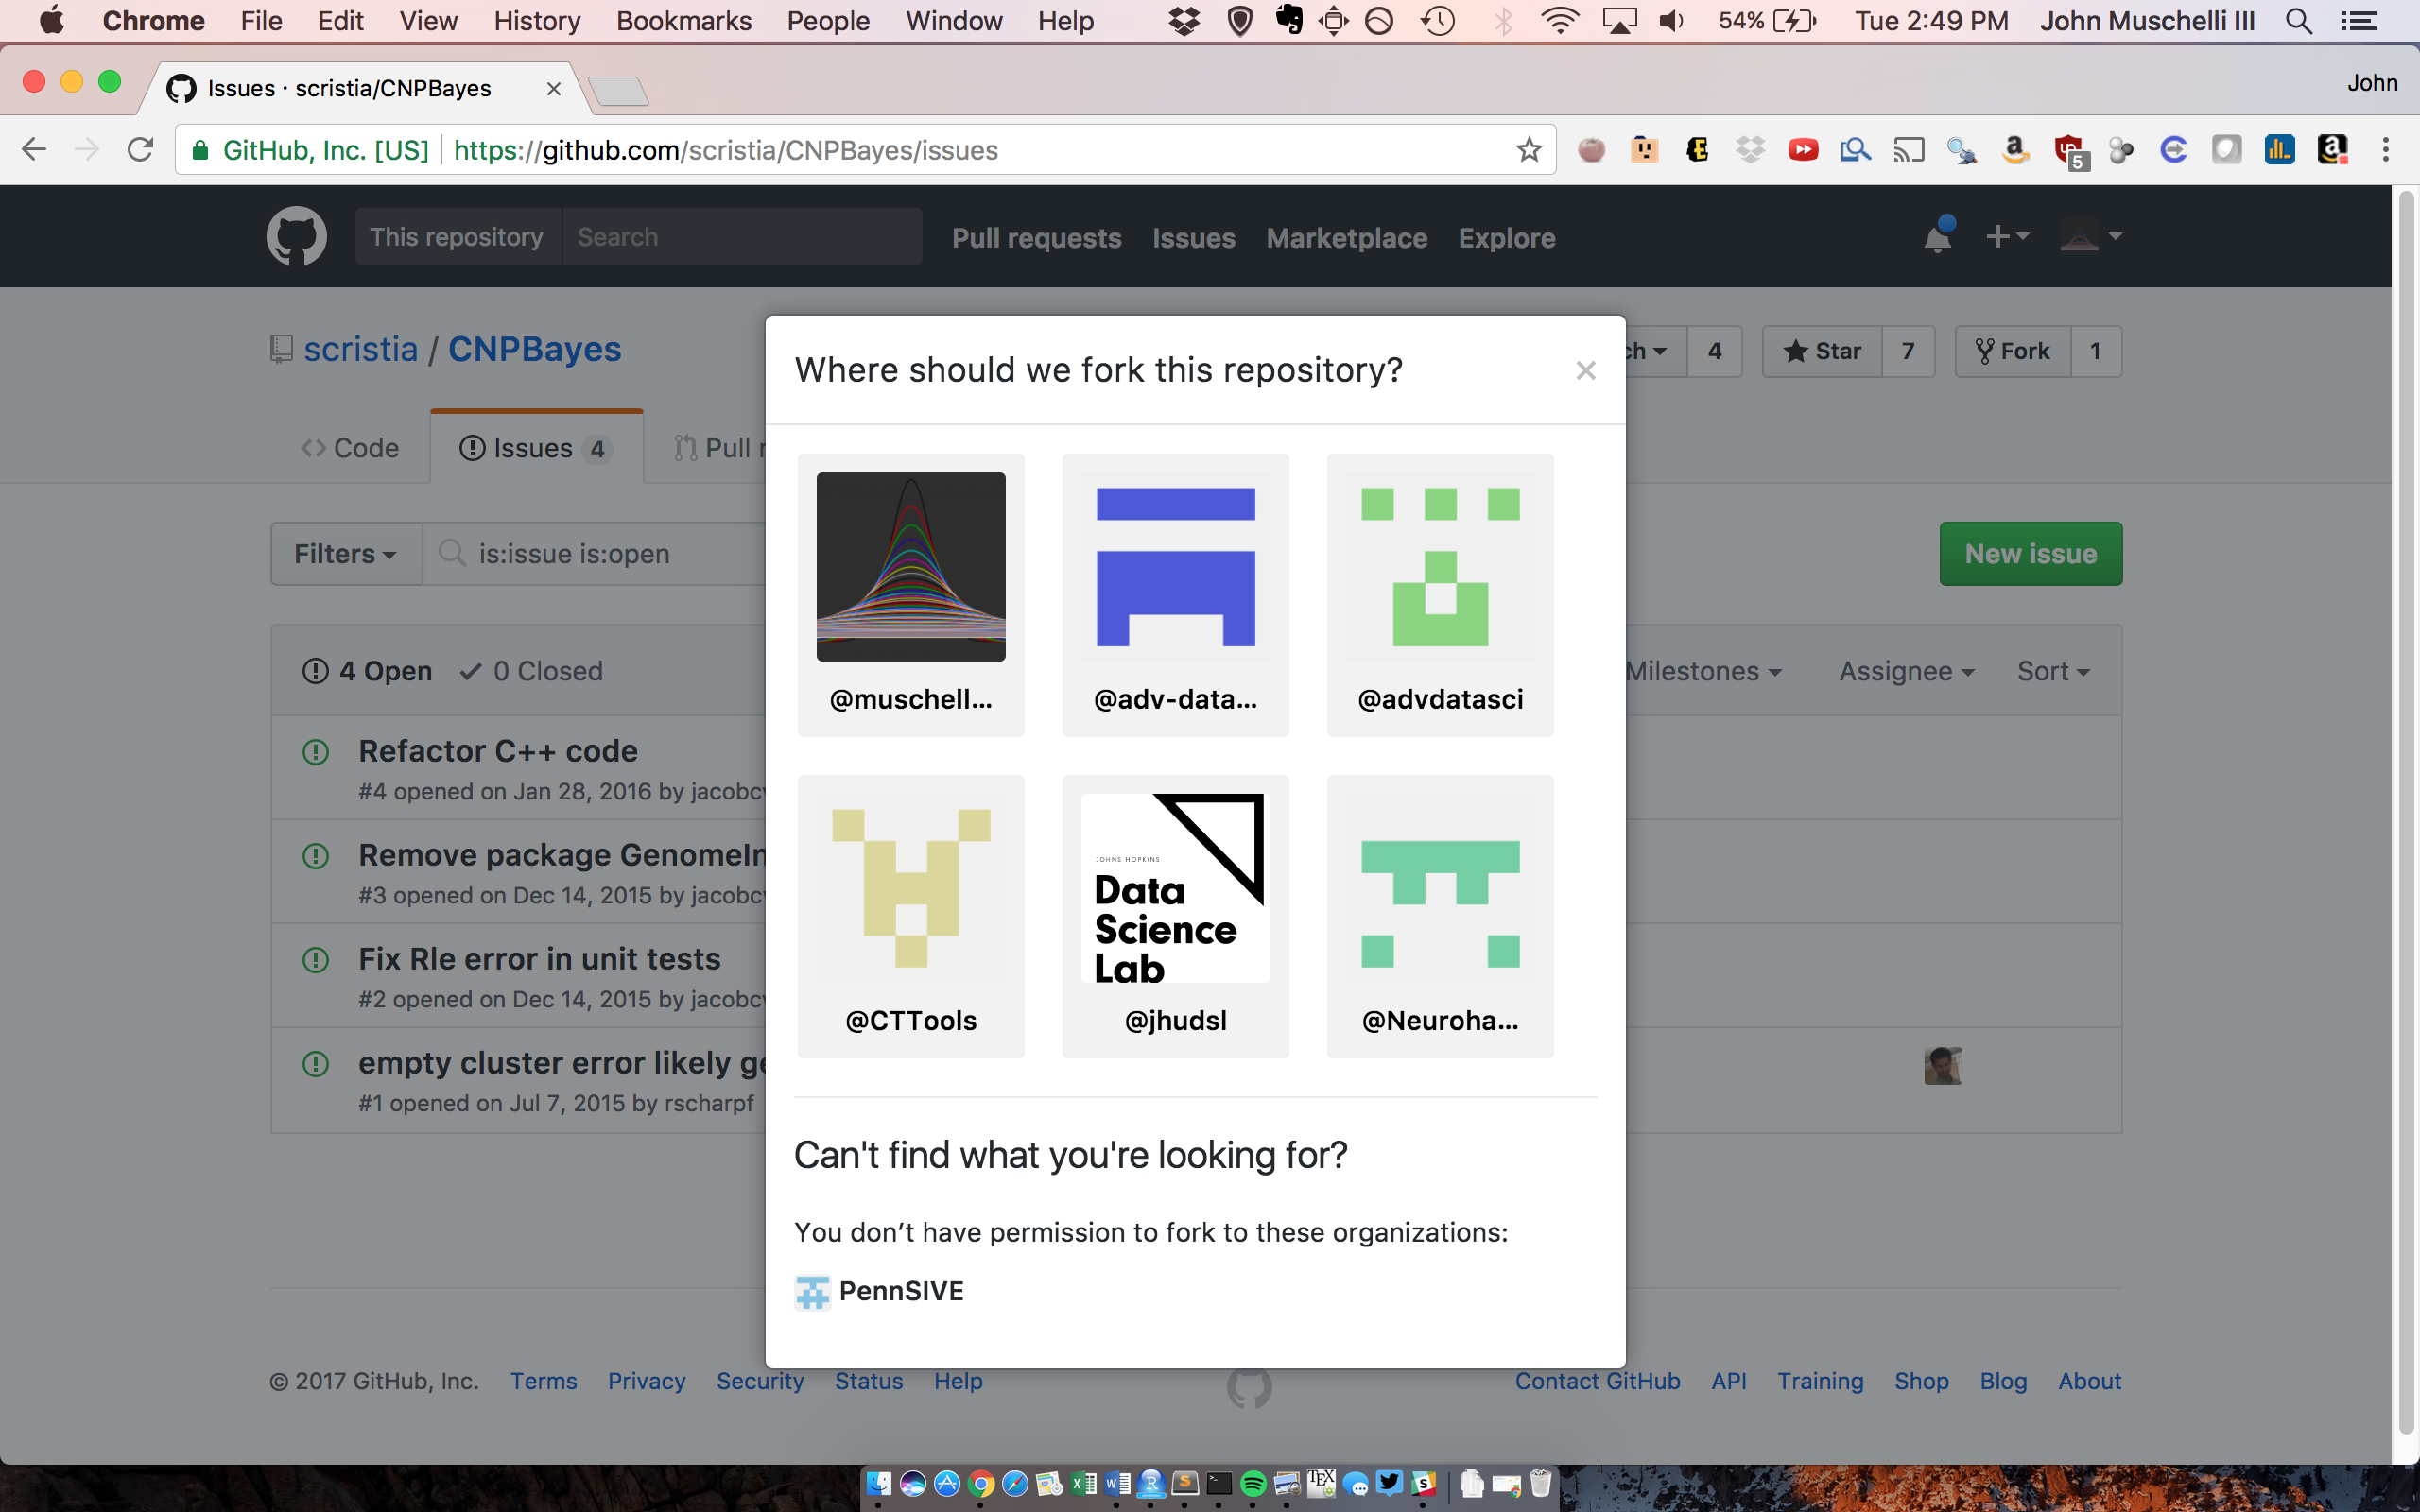 Chrome File Edit View History Bookmarks People Window Help 54% Tue 2:49 PM John Muschelli III
Issues · scristia/CNPBayes John
GitHub, Inc. [US] https://github.com/scristia/CNPBayes/issues 5
This repository Search Pull requests Issues Marketplace Explore
scristia / CNPBayes ch 4 Star 7 Fork 1
Where should we fork this repository?
Code Issues 4 Pull r
Filters is:issue is:open New issue
4 Open 0 Closed Milestones Assignee Sort
@muschell... @adv-data... @advdatasci
Refactor C++ code
#4 opened on Jan 28, 2016 by jacobcv
Remove package GenomeIn
#3 opened on Dec 14, 2015 by jacobcv
JOHNS HOPKINS
Data
Science
Lab
Fix Rle error in unit tests
#2 opened on Dec 14, 2015 by jacobcv
@CTTools @jhudsl @Neuroha...
empty cluster error likely ge
#1 opened on Jul 7, 2015 by rscharpf
Can't find what you're looking for?
You don’t have permission to fork to these organizations:
PennSIVE
© 2017 GitHub, Inc. Terms Privacy Security Status Help Contact GitHub API Training Shop Blog About